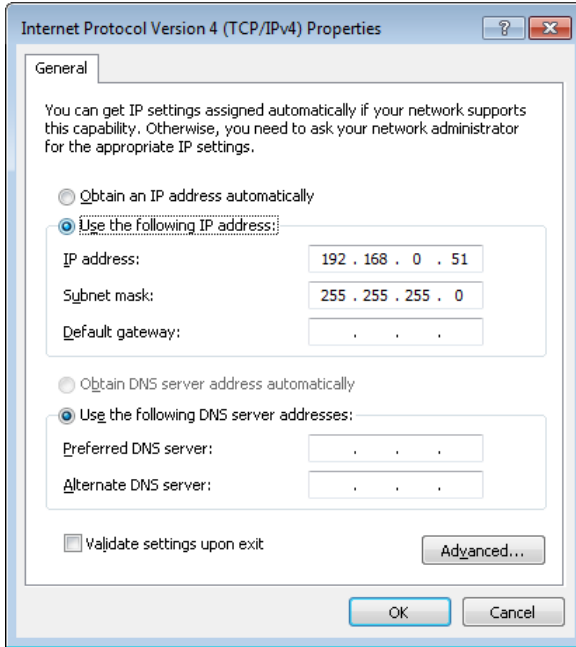 Internet Protocol Version 4 (TCP/IPv4) Properties
General
You can get IP settings assigned automatically if your network supports
this capability. Otherwise, you need to ask your network administrator
for the appropriate IP settings.
Obtain an IP address automatically
Use the following IP address:
IP address: 192 . 168 . 0 . 51
Subnet mask: 255 . 255 . 255 . 0
Default gateway: . . .
Obtain DNS server address automatically
Use the following DNS server addresses:
Preferred DNS server: . . .
Alternate DNS server: . . .
Validate settings upon exit
Advanced...
OK Cancel